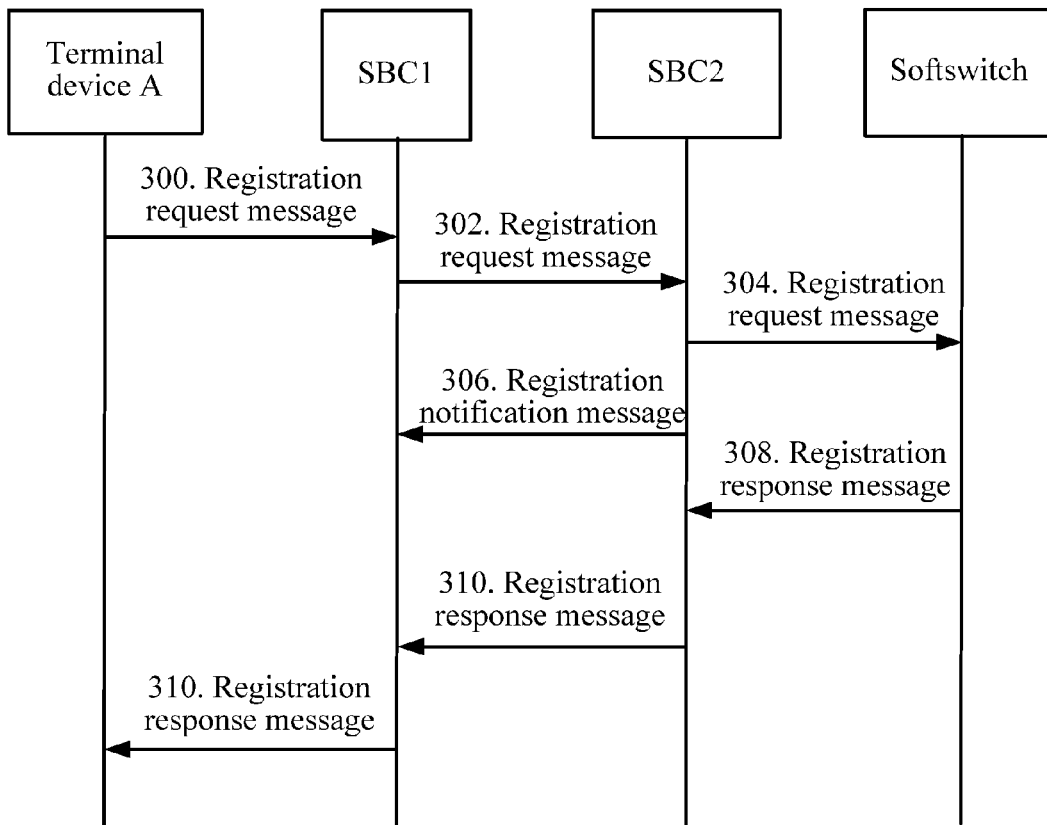 Terminal
device A
SBC1
SBC2
Softswitch
300. Registration
request message
302. Registration
request message
304. Registration
request message
306. Registration
notification message
308. Registration
response message
310. Registration
response message
310. Registration
response message